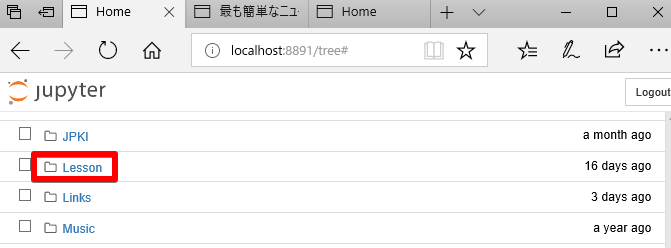 Home 最も簡単なニュー Home
localhost:8891/tree#
jupyter Logout
JPKI a month ago
Lesson 16 days ago
Links 3 days ago
Music a year ago